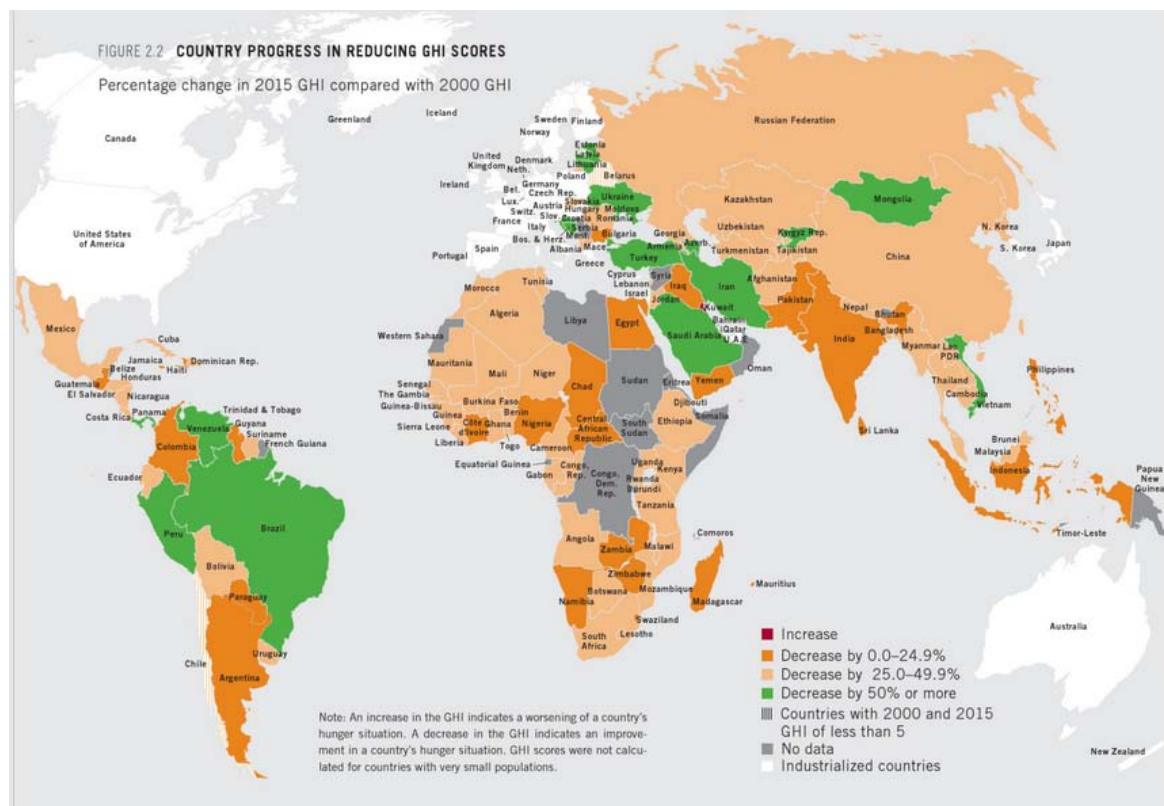 FIGURE 2.2 COUNTRY PROGRESS IN REDUCING GHI SCORES
Percentage change in 2015 GHI compared with 2000 GHI
Greenland
Iceland
Canada
United States
of America
Sweden
Finland
Norway
Estonia
Latvia
Lithuania
United
Kingdom
Denmark
Neth.
Ireland
Poland
Belarus
Germany
Bel.
Czech Rep.
Lux.
Austria
Slovakia
Ukraine
Switz.
Hungary
Moldova
France
Slov.
Croatia
Romania
Italy
Serbia
Mont.
Bos. & Herz.
Bulgaria
Albania
Mace.
Portugal
Spain
Greece
Russian Federation
Kazakhstan
Mongolia
Georgia
Uzbekistan
Kyrgyz Rep.
Armenia
Azerb.
Turkmenistan
Tajikistan
Turkey
N. Korea
S. Korea
Japan
China
Cyprus
Lebanon
Israel
Syria
Iraq
Iran
Afghanistan
Jordan
Kuwait
Pakistan
Nepal
Bhutan
Bahrain
Qatar
U.A.E.
Saudi Arabia
India
Bangladesh
Myanmar
Lao
PDR
Oman
Yemen
Thailand
Cambodia
Vietnam
Philippines
Sri Lanka
Brunei
Malaysia
Indonesia
Papua
New
Guinea
Timor-Leste
Tunisia
Morocco
Algeria
Libya
Egypt
Western Sahara
Mauritania
Mali
Niger
Chad
Sudan
Eritrea
Djibouti
Senegal
The Gambia
Guinea-Bissau
Guinea
Sierra Leone
Liberia
Burkina Faso
Benin
Côte
d'Ivoire
Ghana
Togo
Nigeria
Cameroon
Central
African
Republic
South
Sudan
Ethiopia
Somalia
Equatorial Guinea
Gabon
Congo,
Rep.
Congo,
Dem.
Rep.
Uganda
Kenya
Rwanda
Burundi
Tanzania
Angola
Zambia
Malawi
Comoros
Zimbabwe
Mozambique
Mauritius
Madagascar
Namibia
Botswana
Swaziland
South
Africa
Lesotho
Mexico
Cuba
Jamaica
Belize
Haiti
Dominican Rep.
Guatemala
Honduras
El Salvador
Nicaragua
Costa Rica
Panama
Trinidad & Tobago
Venezuela
Guyana
Suriname
French Guiana
Colombia
Ecuador
Peru
Brazil
Bolivia
Paraguay
Uruguay
Chile
Argentina
Australia
New Zealand
Increase
Decrease by 0.0–24.9%
Decrease by 25.0–49.9%
Decrease by 50% or more
Countries with 2000 and 2015
GHI of less than 5
No data
Industrialized countries
Note: An increase in the GHI indicates a worsening of a country's
hunger situation. A decrease in the GHI indicates an improve-
ment in a country's hunger situation. GHI scores were not calcu-
lated for countries with very small populations.